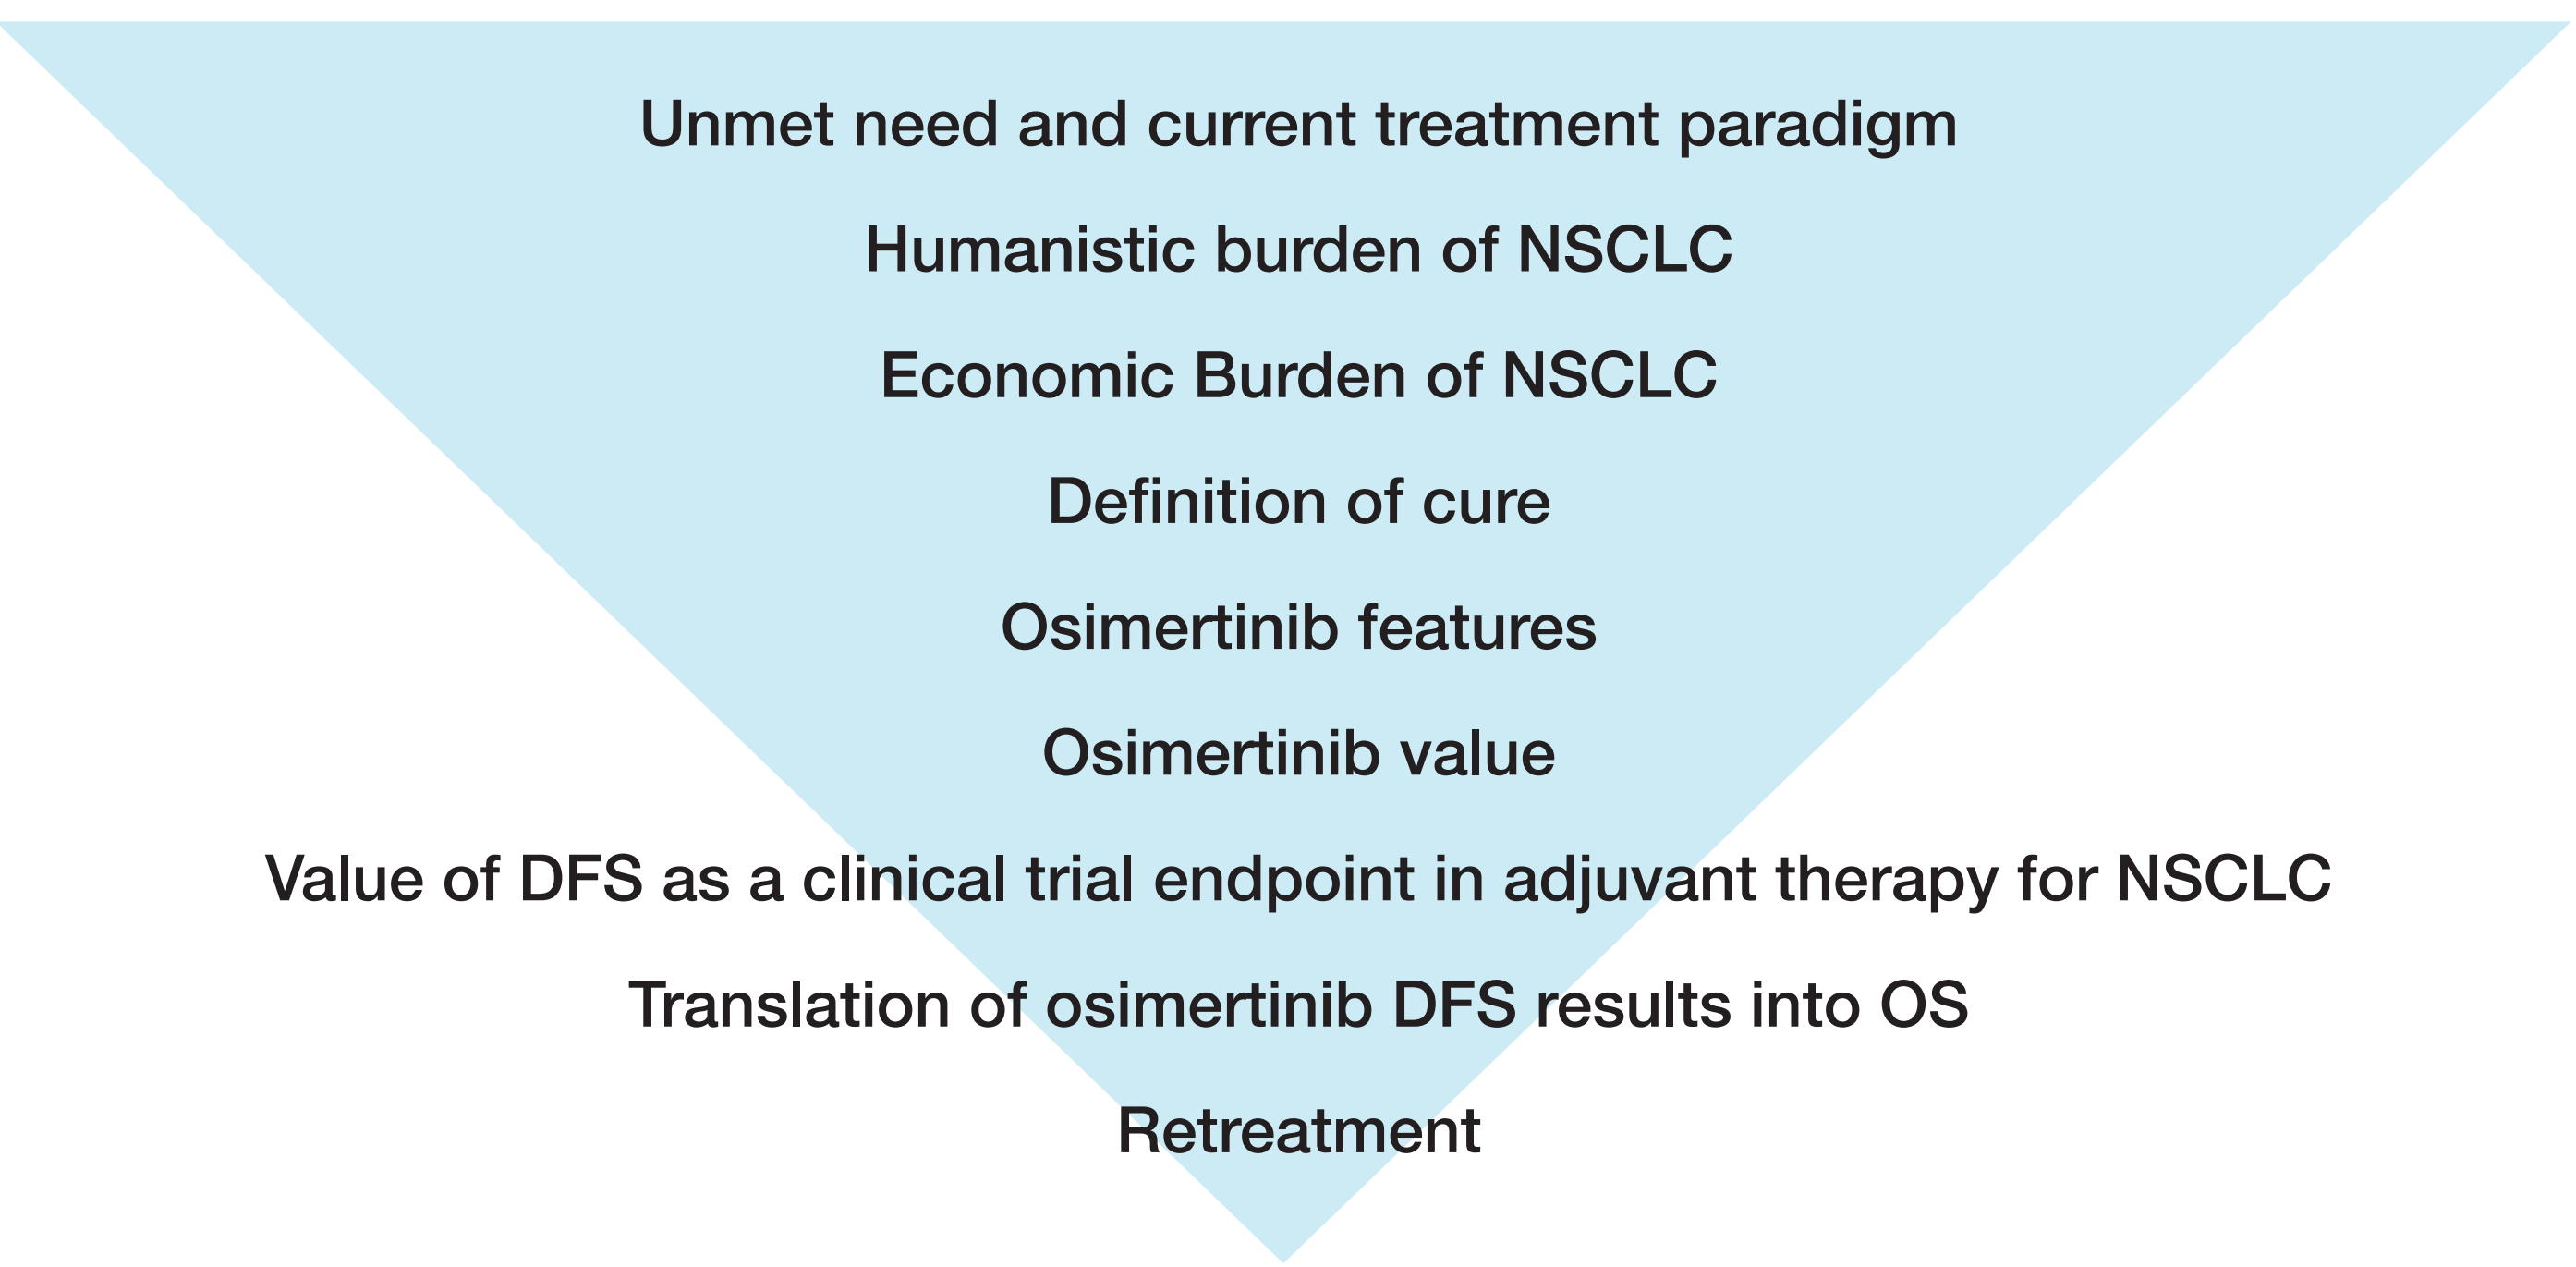 Unmet need and current treatment paradigm
Humanistic burden of NSCLC
Economic Burden of NSCLC
Definition of cure
Osimertinib features
Osimertinib value
Value of DFS as a clinical trial endpoint in adjuvant therapy for NSCLC
Translation of osimertinib DFS results into OS
Retreatment